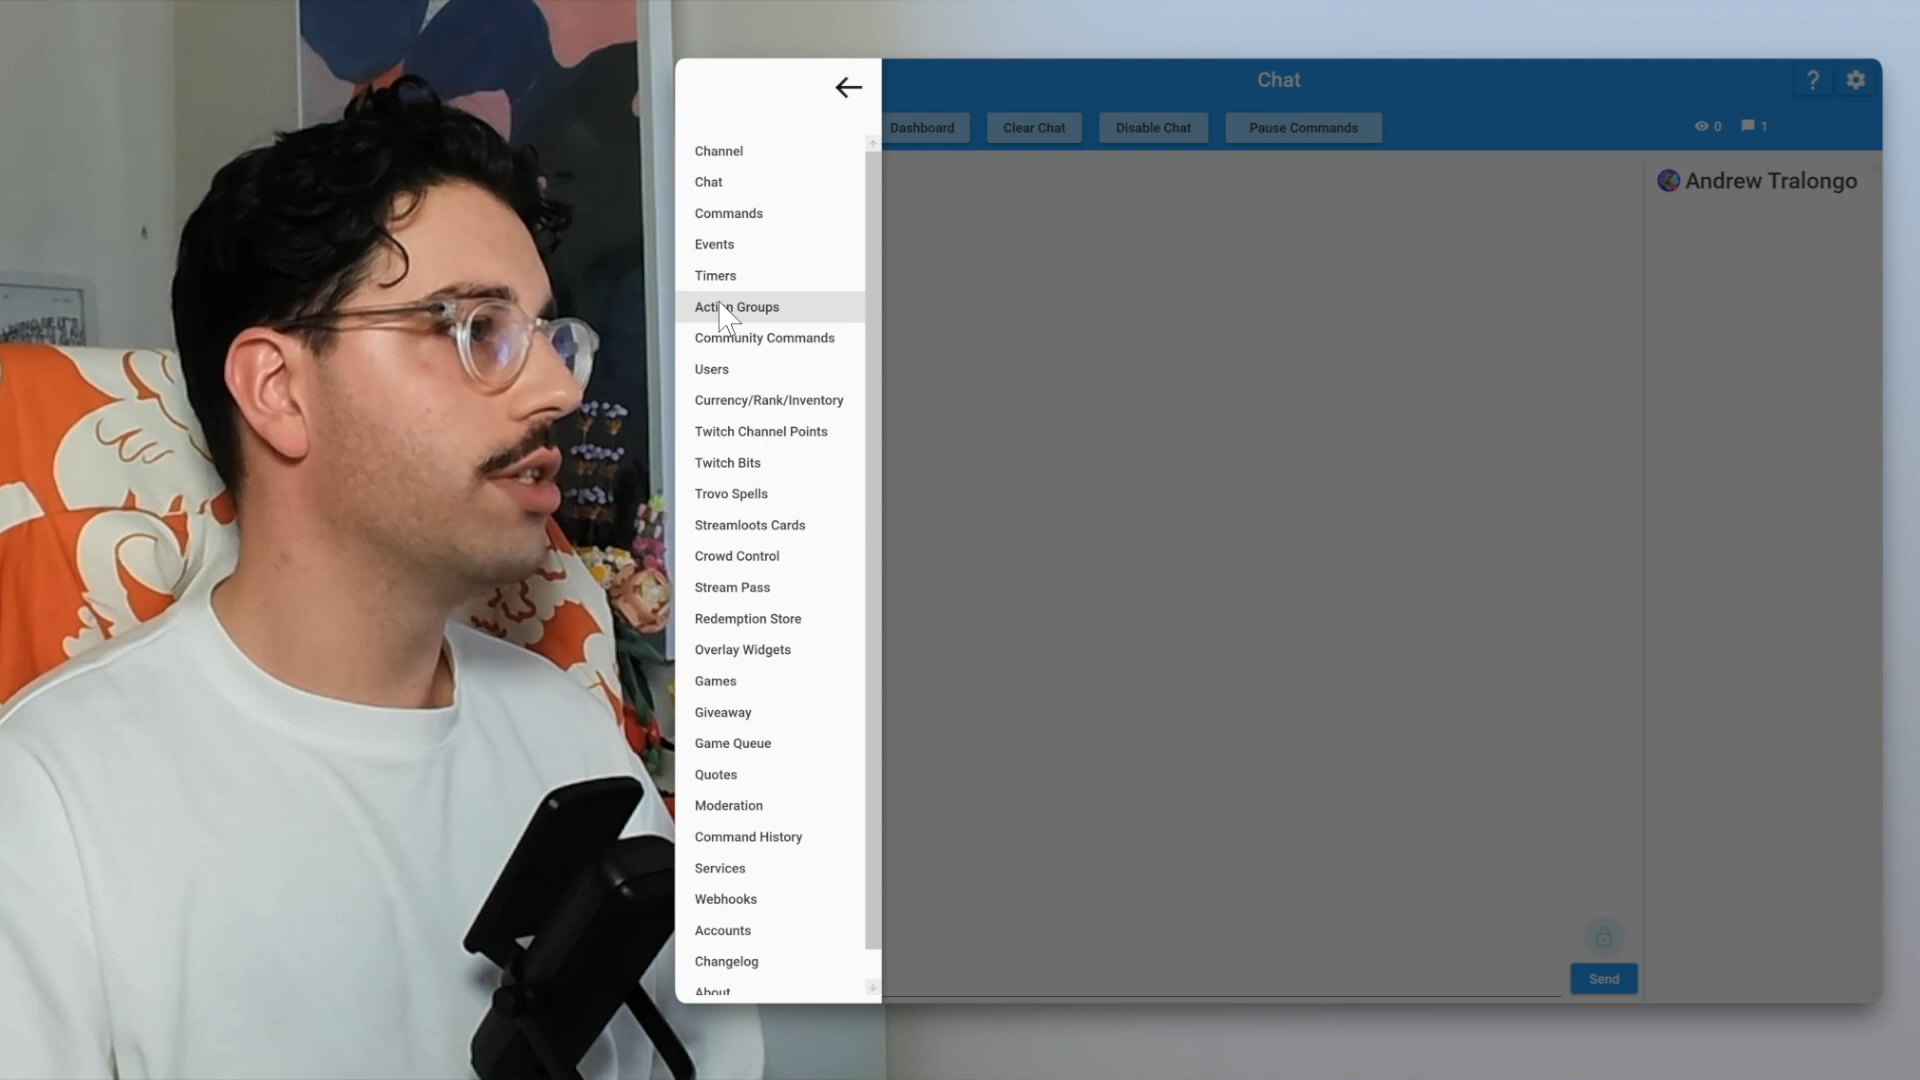 Chat
Dashboard
Clear Chat
Disable Chat
Pause Commands
0
1
Channel
Chat
Commands
Events
Timers
Action Groups
Community Commands
Users
Currency/Rank/Inventory
Twitch Channel Points
Twitch Bits
Trovo Spells
Streamloots Cards
Crowd Control
Stream Pass
Redemption Store
Overlay Widgets
Games
Giveaway
Game Queue
Quotes
Moderation
Command History
Services
Webhooks
Accounts
Changelog
About
Andrew Tralongo
Send